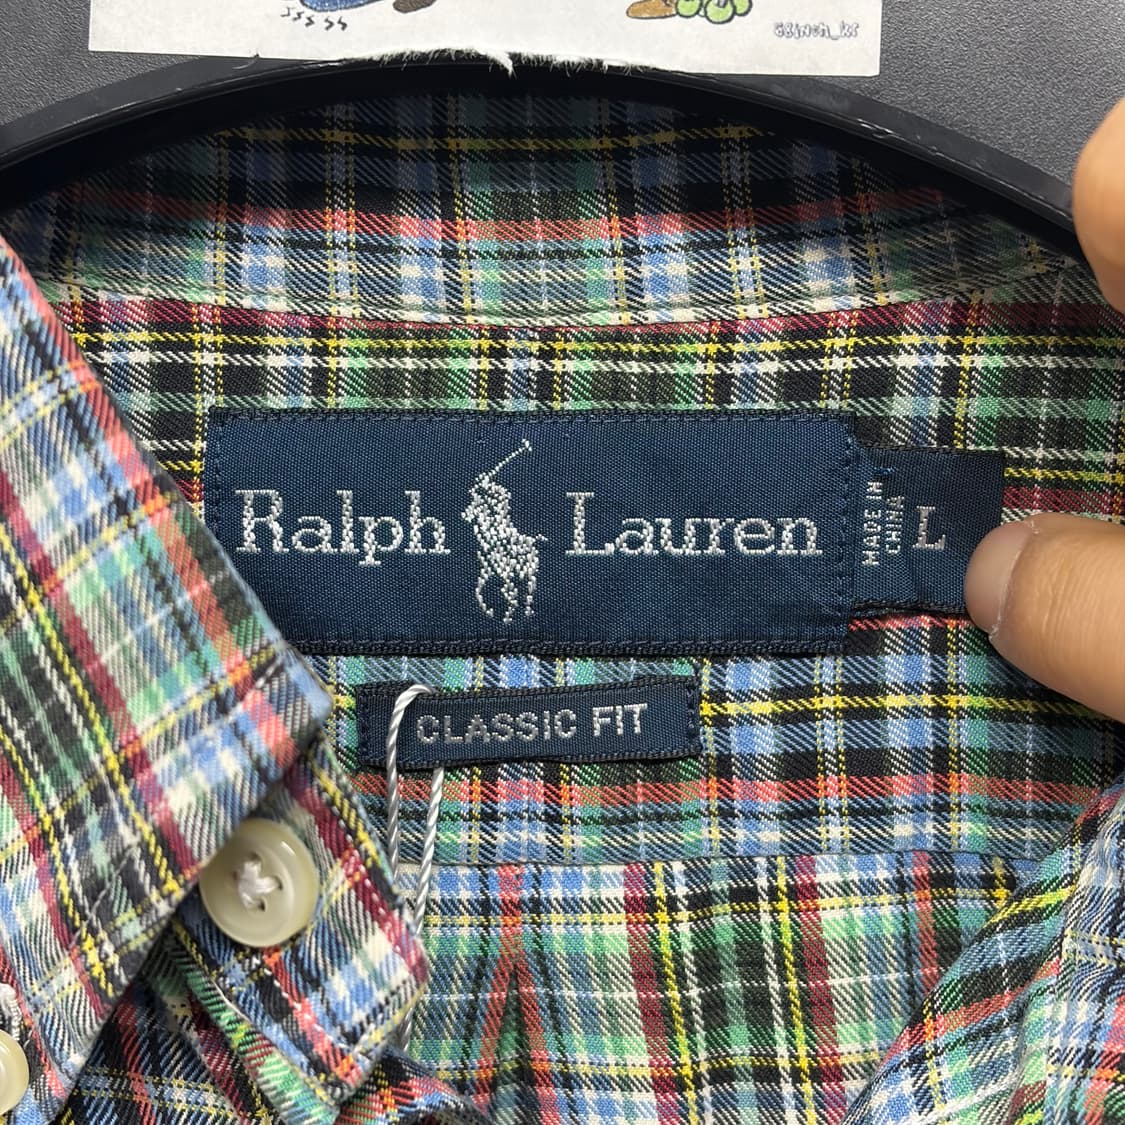 Ralph Lauren
MADE IN
CHINA
L
CLASSIC FIT